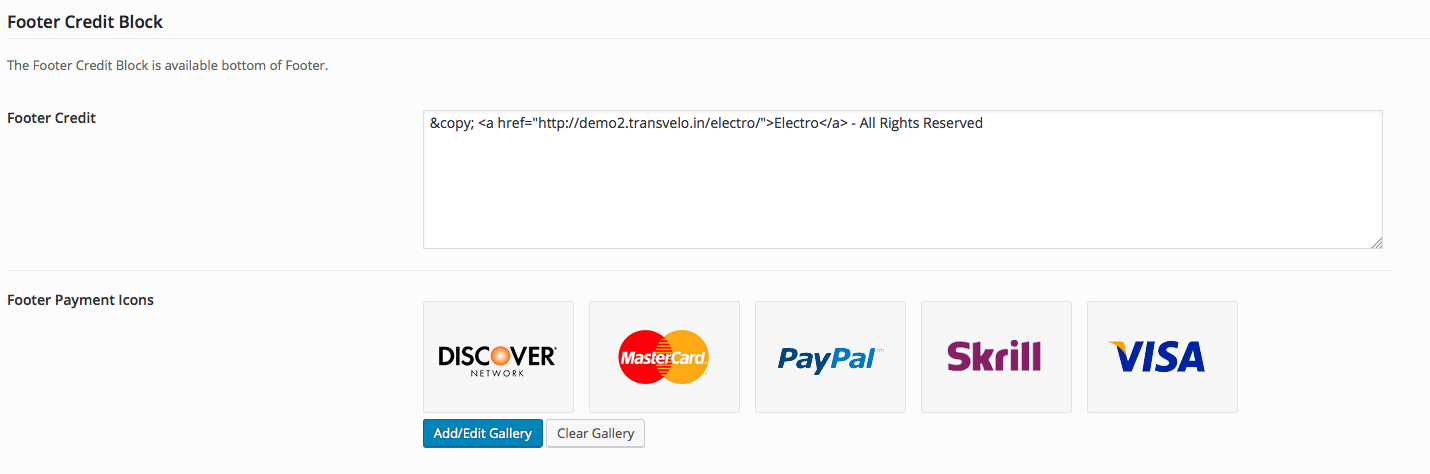 Footer Credit Block
The Footer Credit Block is available bottom of Footer.
Footer Credit
&copy; <a href="http://demo2.transvelo.in/electro/">Electro</a> - All Rights Reserved
Footer Payment Icons
DISCOVER
NETWORK
MasterCard
PayPal™
Skrill
VISA
Add/Edit Gallery Clear Gallery